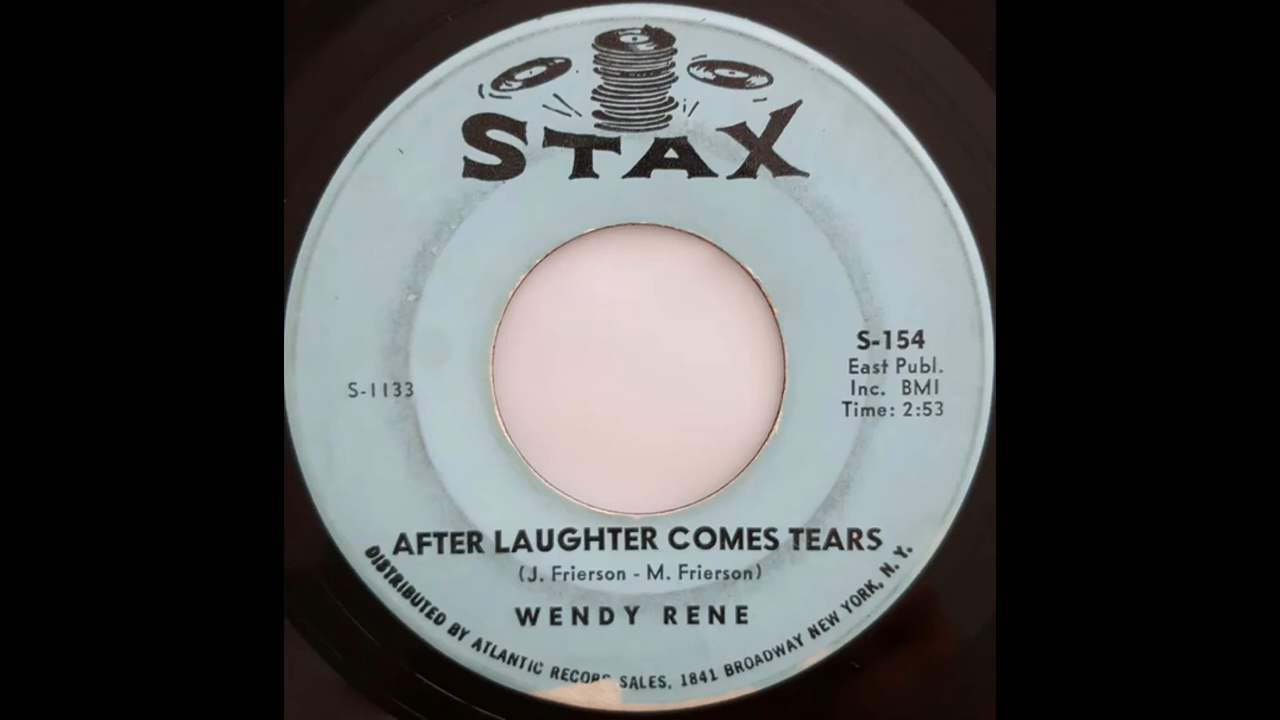 STAX
S-1133
S-154
East Publ.
Inc. BMI
Time: 2:53
AFTER LAUGHTER COMES TEARS
(J. Frierson - M. Frierson)
WENDY RENE
DISTRIBUTED BY ATLANTIC RECORD SALES, 1841 BROADWAY NEW YORK, N. Y.